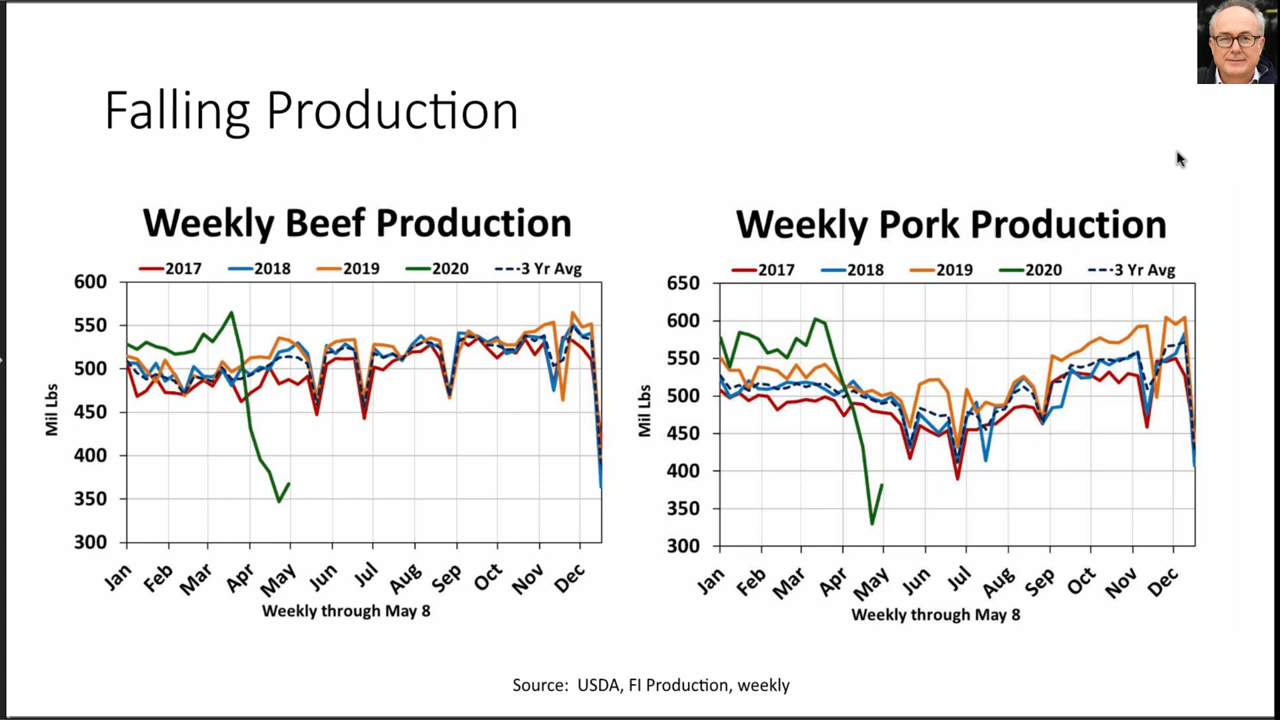 Falling Production
Weekly Beef Production
2017 2018 2019 2020 3 Yr Avg
600
550
500
450
400
350
300
Mil Lbs
Jan Feb Mar Apr May Jun Jul Aug Sep Oct Nov Dec
Weekly through May 8
Weekly Pork Production
2017 2018 2019 2020 3 Yr Avg
650
600
550
500
450
400
350
300
Mil Lbs
Jan Feb Mar Apr May Jun Jul Aug Sep Oct Nov Dec
Weekly through May 8
Source: USDA, FI Production, weekly